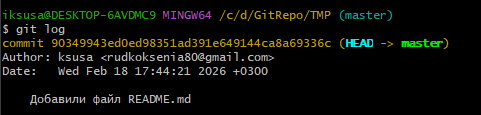 iksusa@DESKTOP-6AVDMC9 MINGW64 /c/d/GitRepo/TMP (master)
$ git log
commit 90349943ed0ed98351ad391e649144ca8a69336c (HEAD -> master)
Author: ksusa <rudkoksenia80@gmail.com>
Date:   Wed Feb 18 17:44:21 2026 +0300

    Добавили файл README.md